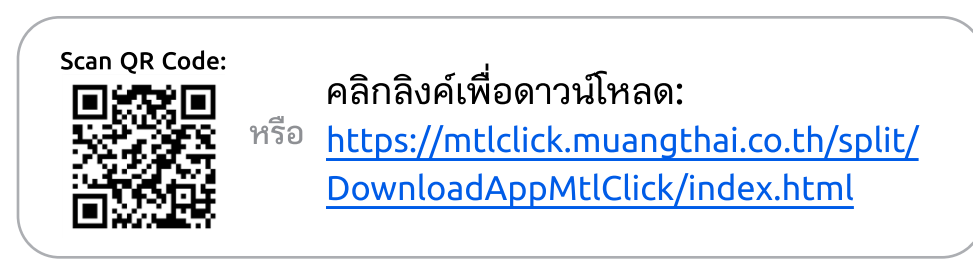 Scan QR Code:
หรือ
คลิกลิงค์เพื่อดาวน์โหลด:
https://mtlclick.muangthai.co.th/split/
DownloadAppMtlClick/index.html